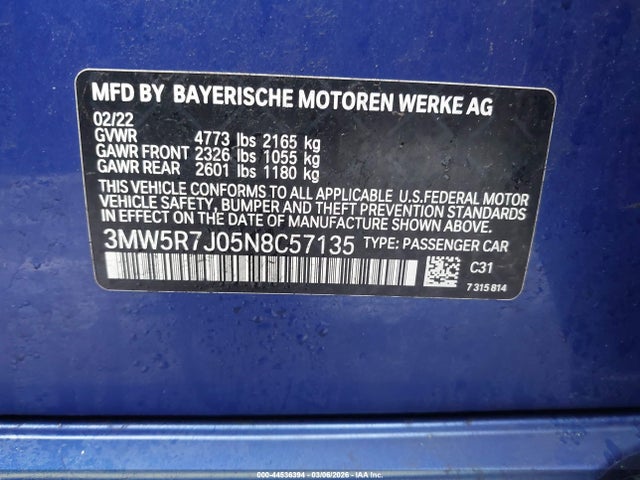 MFD BY BAYERISCHE MOTOREN WERKE AG
02/22
GVWR 4773 lbs 2165 kg
GAWR FRONT 2326 lbs 1055 kg
GAWR REAR 2601 lbs 1180 kg
THIS VEHICLE CONFORMS TO ALL APPLICABLE U.S.FEDERAL MOTOR
VEHICLE SAFETY, BUMPER AND THEFT PREVENTION STANDARDS
IN EFFECT ON THE DATE OF MANUFACTURE SHOWN ABOVE.
3MW5R7J05N8C57135 TYPE: PASSENGER CAR
C31
7 315 814
000-44536394 - 03/06/2026 - IAA Inc.